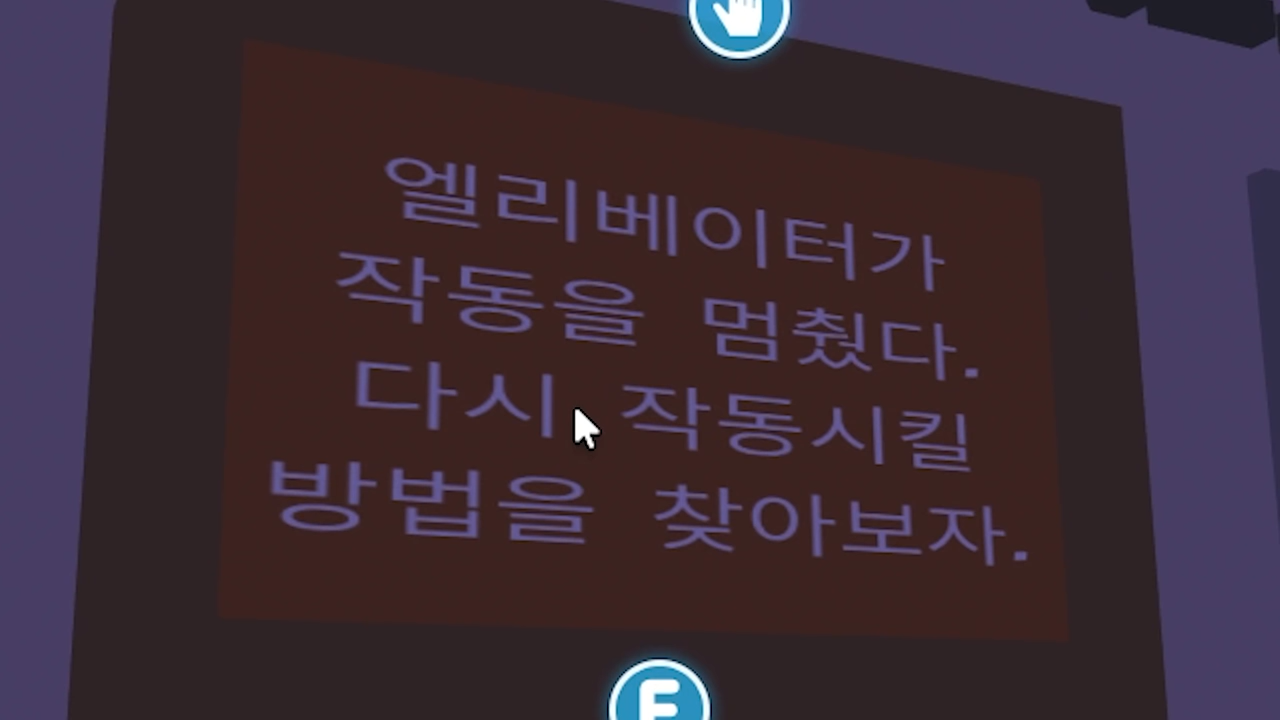 엘리베이터가
작동을 멈췄다.
다시 작동시킬
방법을 찾아보자.
E